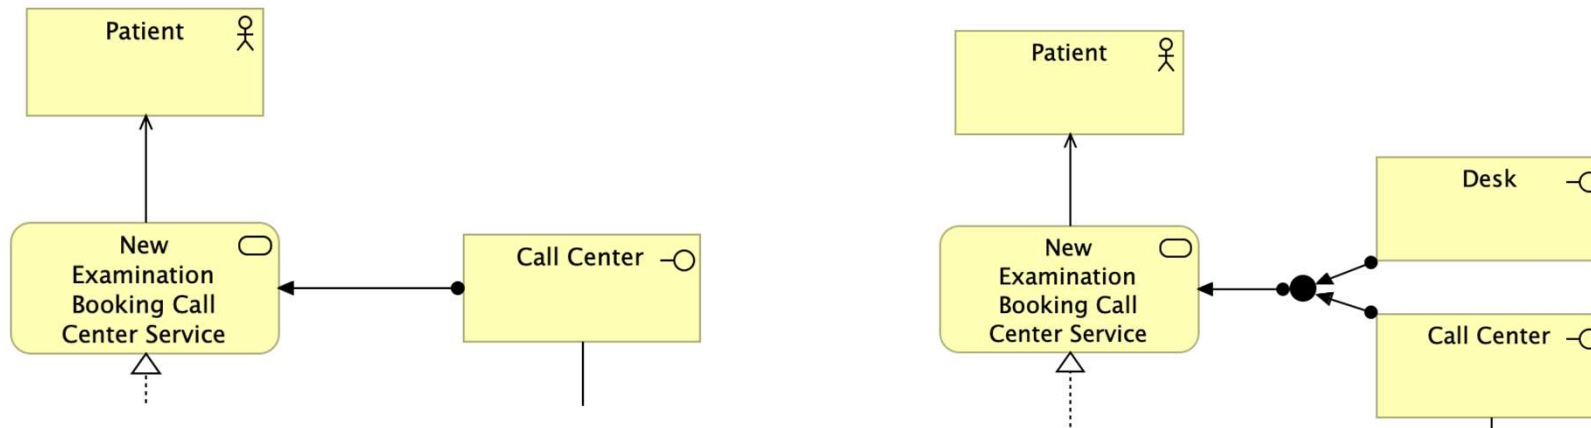 Patient
New
Examination
Booking Call
Center Service
Call Center
Patient
New
Examination
Booking Call
Center Service
Desk
Call Center